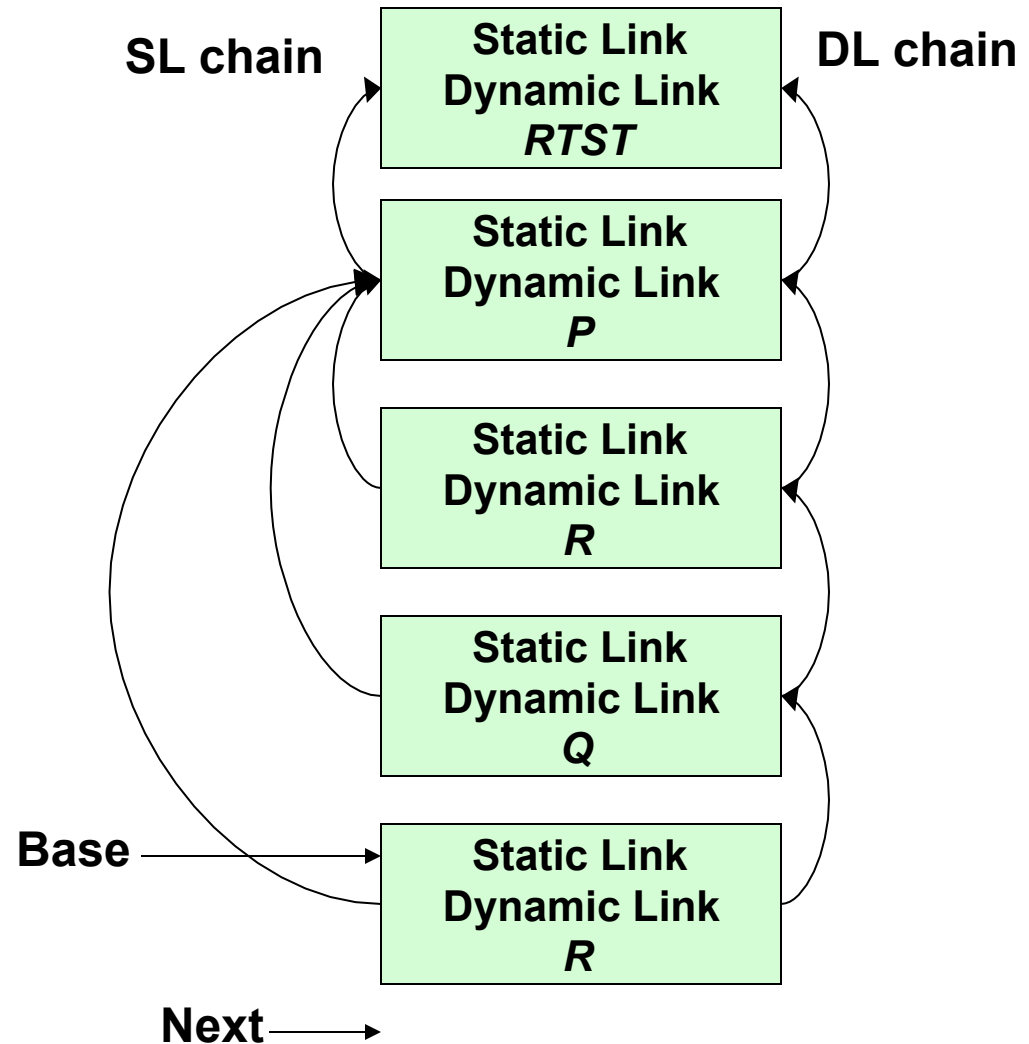 SL chain
DL chain
Static Link
Dynamic Link
RTST
Static Link
Dynamic Link
P
Static Link
Dynamic Link
R
Static Link
Dynamic Link
Q
Base
Static Link
Dynamic Link
R
Next